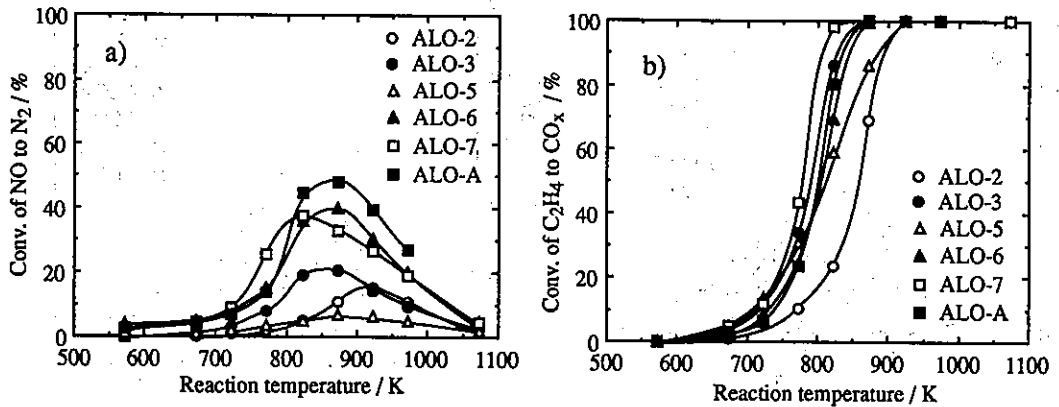 a)
100
80
60
40
20
0
Conv. of NO to N₂ / %
ALO-2
ALO-3
ALO-5
ALO-6
ALO-7
ALO-A
500 600 700 800 900 1000 1100
Reaction temperature / K
b)
100
80
60
40
20
0
Conv. of C₂H₄ to COₓ / %
ALO-2
ALO-3
ALO-5
ALO-6
ALO-7
ALO-A
500 600 700 800 900 1000 1100
Reaction temperature / K